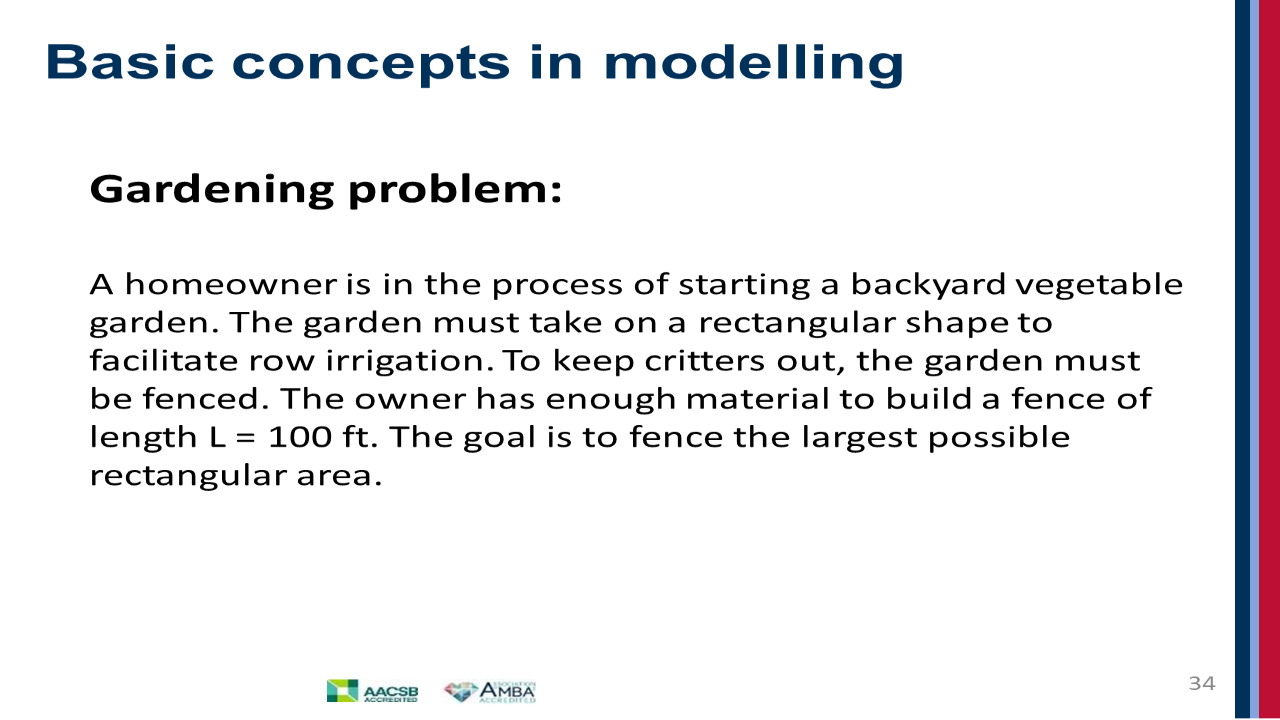 Basic concepts in modelling
Gardening problem:
A homeowner is in the process of starting a backyard vegetable
garden. The garden must take on a rectangular shape to
facilitate row irrigation. To keep critters out, the garden must
be fenced. The owner has enough material to build a fence of
length L = 100 ft. The goal is to fence the largest possible
rectangular area.
AACSB
ACCREDITED
ASSOCIATION
AMBA
ACCREDITED
34